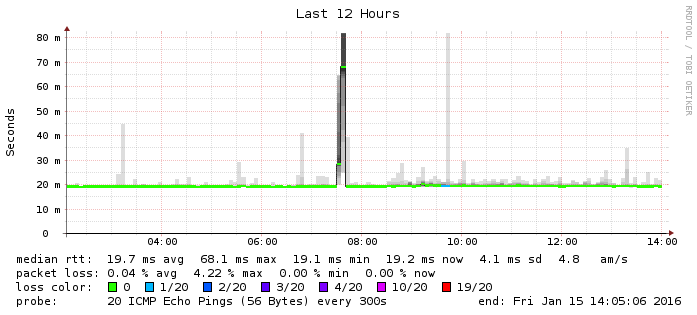 Last 12 Hours
RRDTOOL / TOBI OETIKER
Seconds
80 m
70 m
60 m
50 m
40 m
30 m
20 m
10 m
0
04:00 06:00 08:00 10:00 12:00 14:00
median rtt: 19.7 ms avg 68.1 ms max 19.1 ms min 19.2 ms now 4.1 ms sd 4.8 am/s
packet loss: 0.04 % avg 4.22 % max 0.00 % min 0.00 % now
loss color: 0 1/20 2/20 3/20 4/20 10/20 19/20
probe: 20 ICMP Echo Pings (56 Bytes) every 300s end: Fri Jan 15 14:05:06 2016